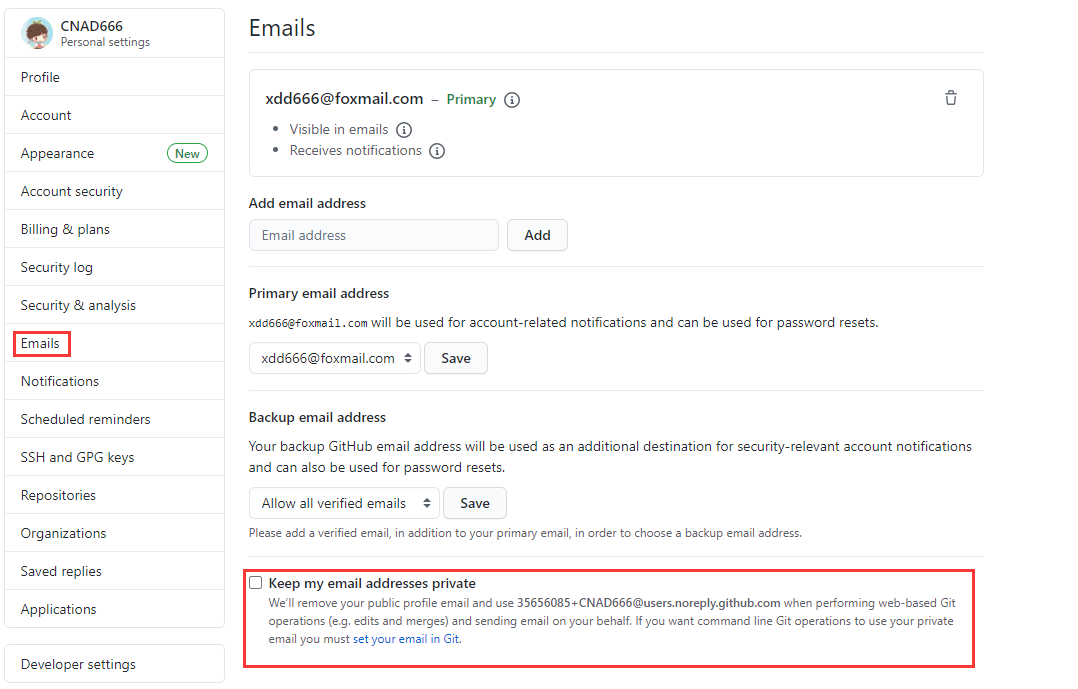 CNAD666
Personal settings
Profile
Account
Appearance New
Account security
Billing & plans
Security log
Security & analysis
Emails
Notifications
Scheduled reminders
SSH and GPG keys
Repositories
Organizations
Saved replies
Applications
Developer settings
Emails
xdd666@foxmail.com – Primary
Visible in emails
Receives notifications
Add email address
Email address Add
Primary email address
xdd666@foxmail.com will be used for account-related notifications and can be used for password resets.
xdd666@foxmail.com Save
Backup email address
Your backup GitHub email address will be used as an additional destination for security-relevant account notifications
and can also be used for password resets.
Allow all verified emails Save
Please add a verified email, in addition to your primary email, in order to choose a backup email address.
Keep my email addresses private
We'll remove your public profile email and use 35656085+CNAD666@users.noreply.github.com when performing web-based Git
operations (e.g. edits and merges) and sending email on your behalf. If you want command line Git operations to use your private
email you must set your email in Git.